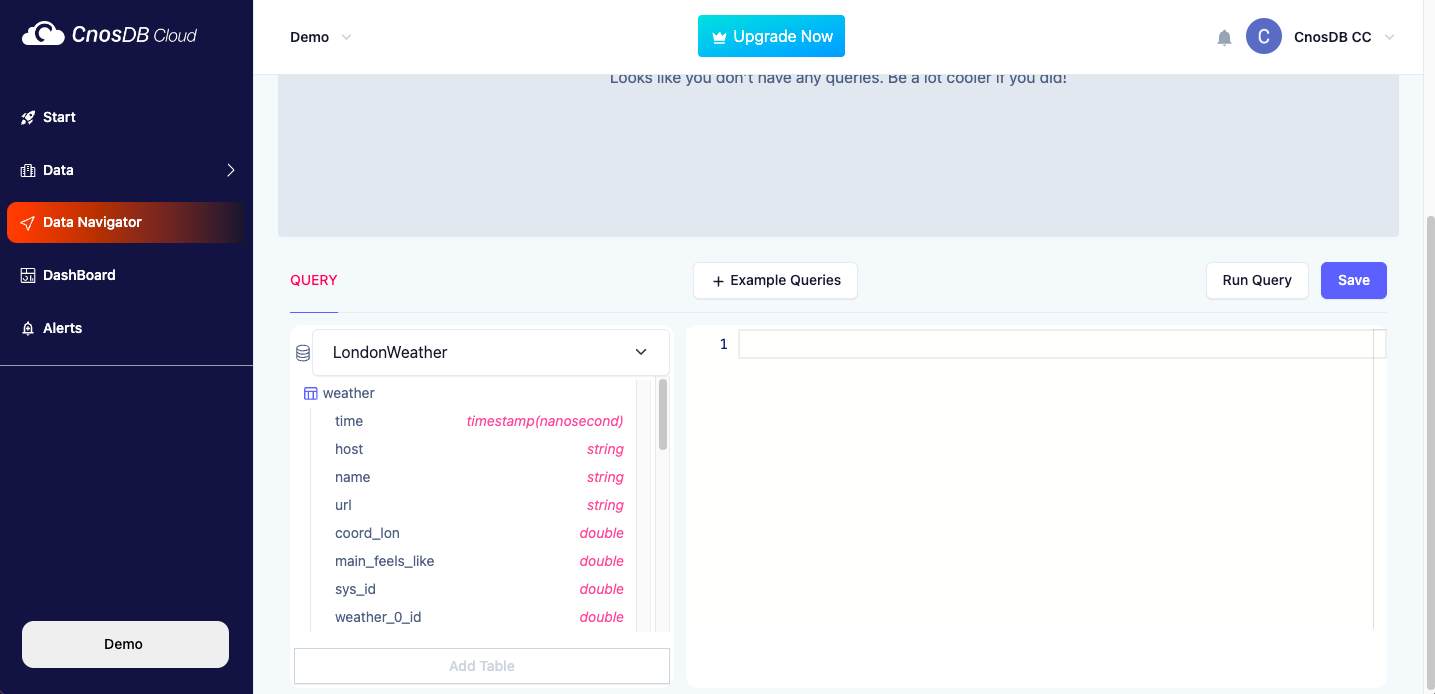 CnosDB Cloud
Demo
Upgrade Now
C
CnosDB CC
Start
Data
Data Navigator
DashBoard
Alerts
Demo
Looks like you don't have any queries. Be a lot cooler if you did!
QUERY
+ Example Queries
Run Query
Save
LondonWeather
weather
time timestamp(nanosecond)
host string
name string
url string
coord_lon double
main_feels_like double
sys_id double
weather_0_id double
Add Table
1